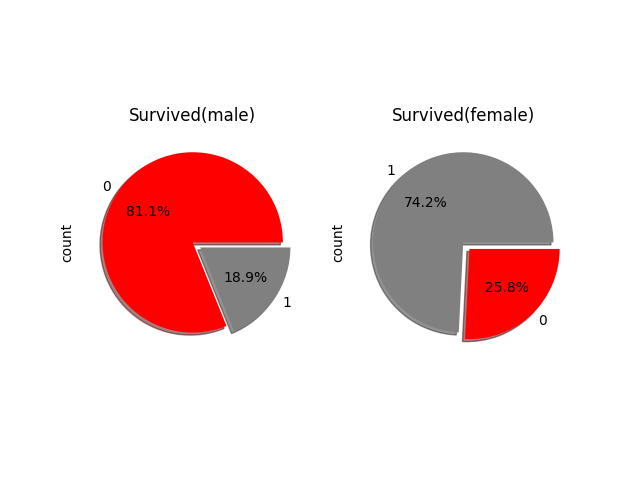 Survived(male)
0
81.1%
count
18.9%
1
Survived(female)
1
74.2%
count
25.8%
0